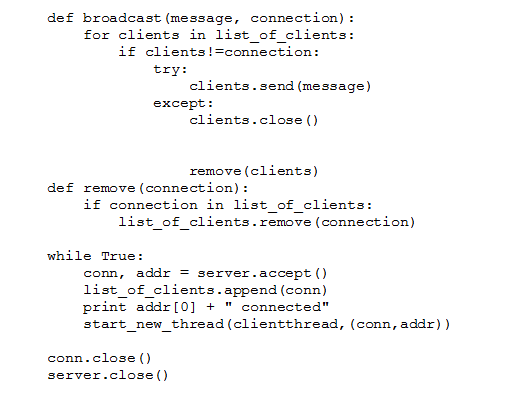 def broadcast(message, connection):
    for clients in list_of_clients:
        if clients!=connection:
            try:
                clients.send(message)
            except:
                clients.close()
                remove(clients)
def remove(connection):
    if connection in list_of_clients:
        list_of_clients.remove(connection)
while True:
    conn, addr = server.accept()
    list_of_clients.append(conn)
    print addr[0] + " connected"
    start_new_thread(clientthread,(conn,addr))
conn.close()
server.close()